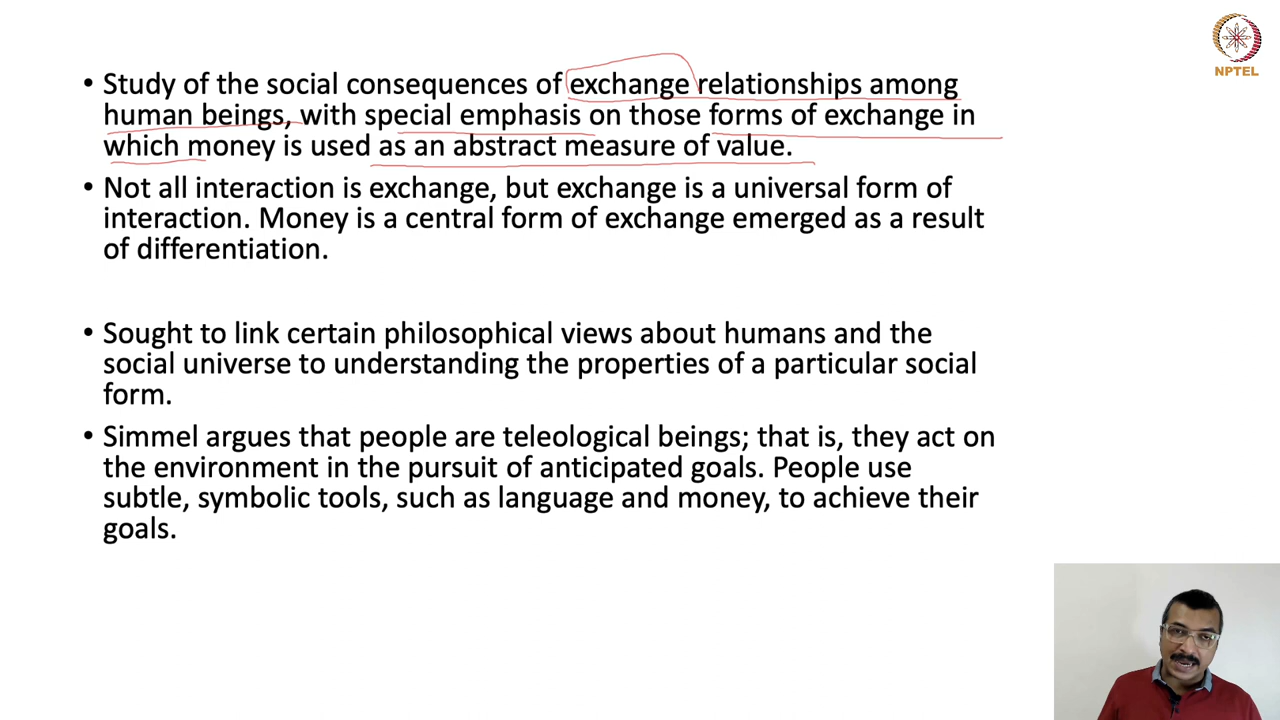 NPTEL
• Study of the social consequences of exchange relationships among
human beings, with special emphasis on those forms of exchange in
which money is used as an abstract measure of value.
• Not all interaction is exchange, but exchange is a universal form of
interaction. Money is a central form of exchange emerged as a result
of differentiation.
• Sought to link certain philosophical views about humans and the
social universe to understanding the properties of a particular social
form.
• Simmel argues that people are teleological beings; that is, they act on
the environment in the pursuit of anticipated goals. People use
subtle, symbolic tools, such as language and money, to achieve their
goals.